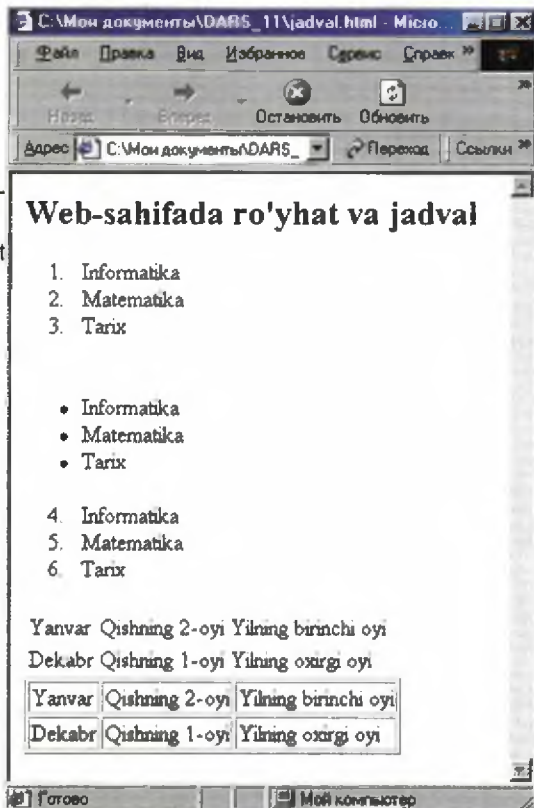 C:\Мои документы\DARS_11\jadval.html - Micro...
Файл Правка Вид Избранное Сервис Справк »
Назад Вперед Остановить Обновить »
Адрес C:\Мои документы\DARS_ Переход Ссылки »
Web-sahifada ro'yhat va jadval
t
1. Informatika
2. Matematika
3. Tarix
• Informatika
• Matematika
• Tarix
4. Informatika
5. Matematika
6. Tarix
Yanvar Qishning 2-oyi Yilning birinchi oyi
Dekabr Qishning 1-oyi Yilning oxirgi oyi
Yanvar Qishning 2-oyi Yilning birinchi oyi
Dekabr Qishning 1-oyi Yilning oxirgi oyi
Готово Мой компьютер